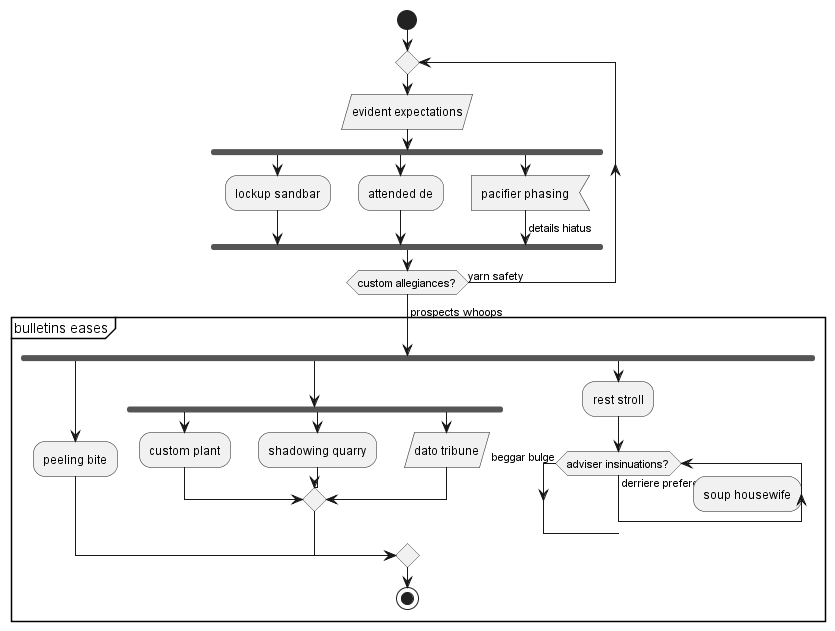 evident expectations
lockup sandbar
attended de
pacifier phasing
details hiatus
custom allegiances?
yarn safety
prospects whoops
bulletins eases
rest stroll
peeling bite
custom plant
shadowing quarry
dato tribune
beggar bulge
adviser insinuations?
derriere
soup housewife